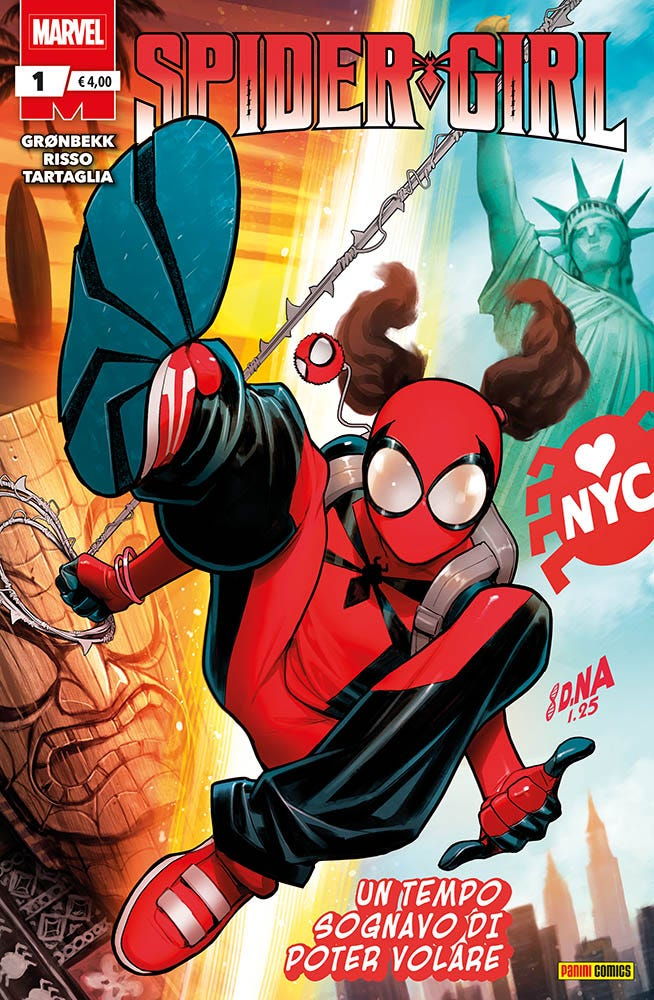 MARVEL
1
€ 4,00
GRØNBEKK
RISSO
TARTAGLIA
SPIDER-GIRL
NYC
D.NA
1.25
UN TEMPO
SOGNAVO DI
POTER VOLARE
PANINI COMICS